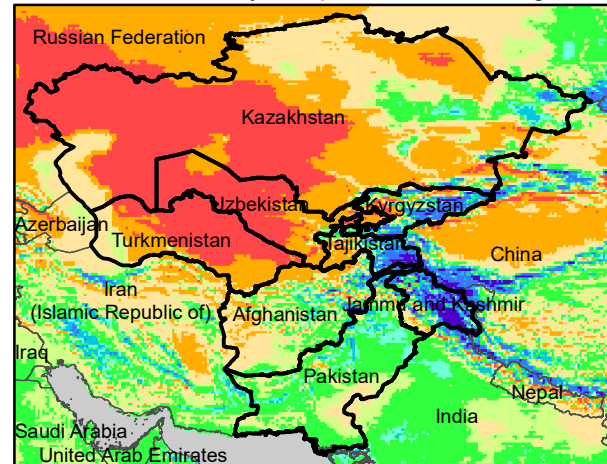 Russian Federation
Kazakhstan
Izbekistan
Kyrgyzstan
Azerbaijan
Turkmenistan
Tajikistan
China
Iran
(Islamic Republic of)
Afghanistan
Jammu and Kashmir
Iraq
Pakistan
Nepal
India
Saudi Arabia
United Arab Emirates